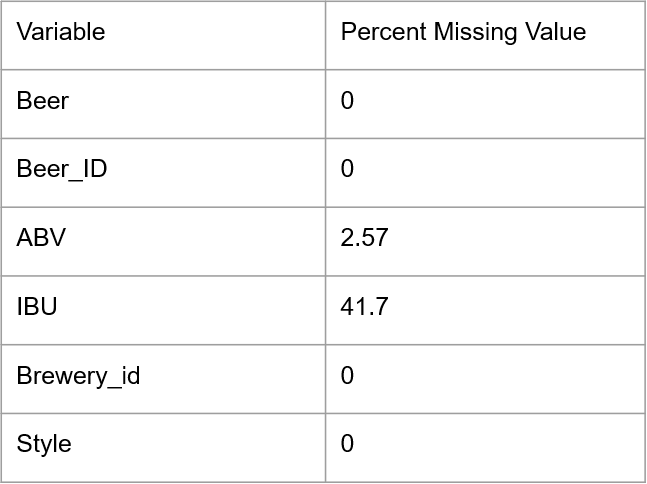 Variable Percent Missing Value
Beer 0
Beer_ID 0
ABV 2.57
IBU 41.7
Brewery_id 0
Style 0